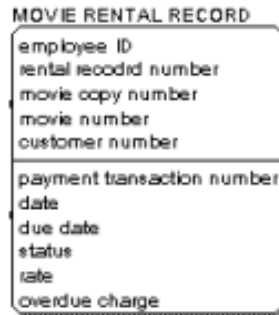 MOVIE RENTAL RECORD
employee ID
rental recodrd number
movie copy number
movie number
customer number
payment transaction number
date
due date
status
rate
overdue charge